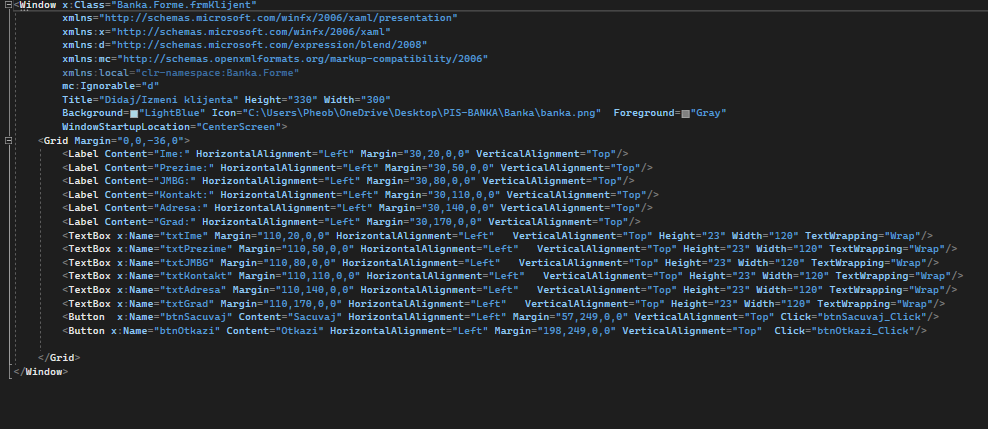 <Window x:Class="Banka.Forme.frmKlijent"
xmlns="http://schemas.microsoft.com/winfx/2006/xaml/presentation"
xmlns:x="http://schemas.microsoft.com/winfx/2006/xaml"
xmlns:d="http://schemas.microsoft.com/expression/blend/2008"
xmlns:mc="http://schemas.openxmlformats.org/markup-compatibility/2006"
xmlns:local="clr-namespace:Banka.Forme"
mc:Ignorable="d"
Title="Didaj/Izmeni klijenta" Height="330" Width="300"
Background="LightBlue" Icon="C:\Users\Pheob\OneDrive\Desktop\PIS-BANKA\Banka\banka.png"  Foreground="Gray"
WindowStartupLocation="CenterScreen">
<Grid Margin="0,0,-36,0">
<Label Content="Ime:" HorizontalAlignment="Left" Margin="30,20,0,0" VerticalAlignment="Top"/>
<Label Content="Prezime:" HorizontalAlignment="Left" Margin="30,50,0,0" VerticalAlignment="Top"/>
<Label Content="JMBG:" HorizontalAlignment="Left" Margin="30,80,0,0" VerticalAlignment="Top"/>
<Label Content="Kontakt:" HorizontalAlignment="Left" Margin="30,110,0,0" VerticalAlignment="Top"/>
<Label Content="Adresa:" HorizontalAlignment="Left" Margin="30,140,0,0" VerticalAlignment="Top"/>
<Label Content="Grad:" HorizontalAlignment="Left" Margin="30,170,0,0" VerticalAlignment="Top"/>
<TextBox x:Name="txtIme" Margin="110,20,0,0" HorizontalAlignment="Left"   VerticalAlignment="Top" Height="23" Width="120" TextWrapping="Wrap"/>
<TextBox x:Name="txtPrezime" Margin="110,50,0,0" HorizontalAlignment="Left"   VerticalAlignment="Top" Height="23" Width="120" TextWrapping="Wrap"/>
<TextBox x:Name="txtJMBG" Margin="110,80,0,0" HorizontalAlignment="Left"   VerticalAlignment="Top" Height="23" Width="120" TextWrapping="Wrap"/>
<TextBox x:Name="txtKontakt" Margin="110,110,0,0" HorizontalAlignment="Left"   VerticalAlignment="Top" Height="23" Width="120" TextWrapping="Wrap"/>
<TextBox x:Name="txtAdresa" Margin="110,140,0,0" HorizontalAlignment="Left"   VerticalAlignment="Top" Height="23" Width="120" TextWrapping="Wrap"/>
<TextBox x:Name="txtGrad" Margin="110,170,0,0" HorizontalAlignment="Left"   VerticalAlignment="Top" Height="23" Width="120" TextWrapping="Wrap"/>
<Button  x:Name="btnSacuvaj" Content="Sacuvaj" HorizontalAlignment="Left" Margin="57,249,0,0" VerticalAlignment="Top" Click="btnSacuvaj_Click"/>
<Button x:Name="btnOtkazi" Content="Otkazi" HorizontalAlignment="Left" Margin="198,249,0,0" VerticalAlignment="Top"  Click="btnOtkazi_Click"/>
</Grid>
</Window>